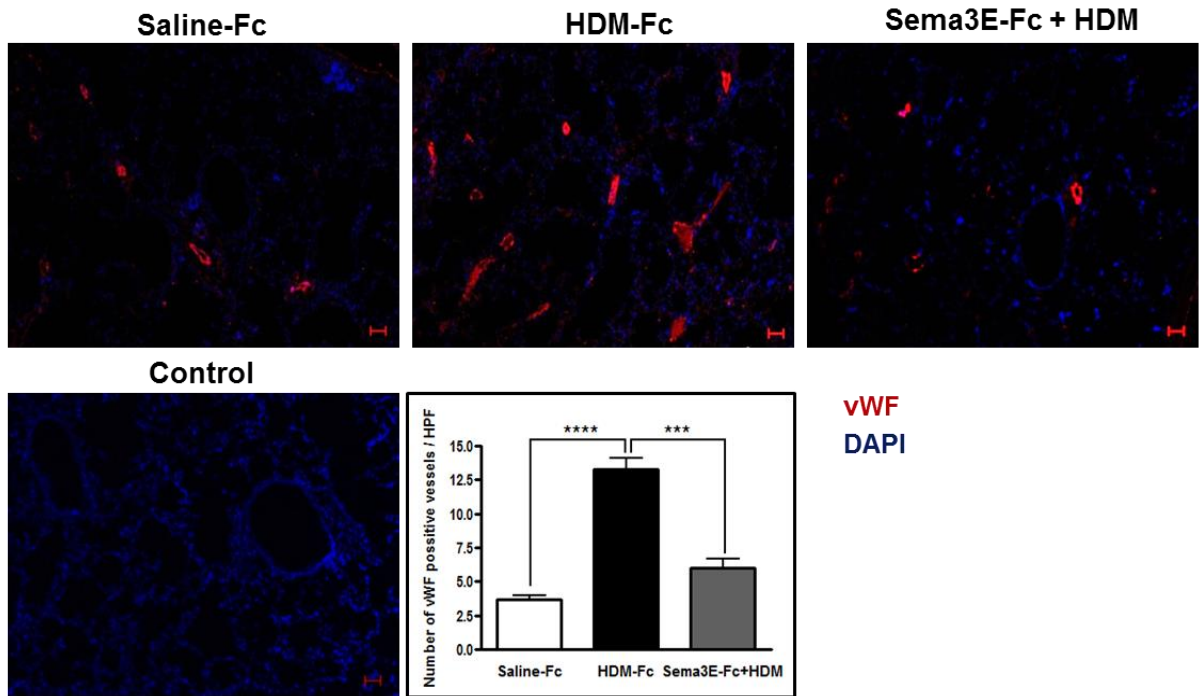 Saline-Fc
HDM-Fc
Sema3E-Fc + HDM
Control
vWF
DAPI
Number of vWF possitive vessels / HPF
15.0
12.5
10.0
7.5
5.0
2.5
0.0
****
***
Saline-Fc
HDM-Fc
Sema3E-Fc+HDM